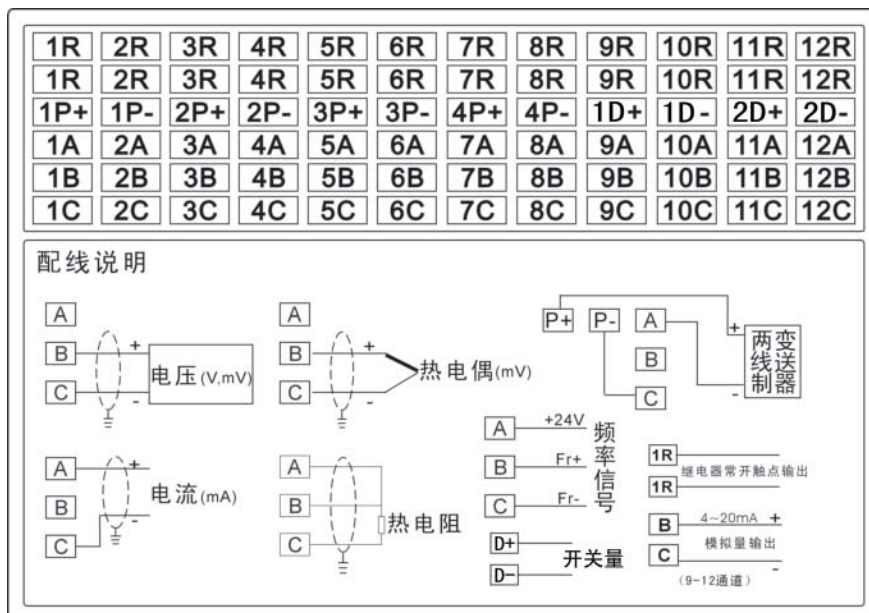 1R 2R 3R 4R 5R 6R 7R 8R 9R 10R 11R 12R
1R 2R 3R 4R 5R 6R 7R 8R 9R 10R 11R 12R
1P+ 1P- 2P+ 2P- 3P+ 3P- 4P+ 4P- 1D+ 1D- 2D+ 2D-
1A 2A 3A 4A 5A 6A 7A 8A 9A 10A 11A 12A
1B 2B 3B 4B 5B 6B 7B 8B 9B 10B 11B 12B
1C 2C 3C 4C 5C 6C 7C 8C 9C 10C 11C 12C
配线说明
A
B +
C -
电压(V,mV)
A
B +
C -
热电偶(mV)
P+ P- A
B
C
+
-
两线制
变送器
A +
B
C -
电流(mA)
A
B
C
热电阻
A +24V
B Fr+
C Fr-
频率信号
D+
D-
开关量
1R
继电器常开触点输出
1R
B 4~20mA +
模拟量输出
C -
(9-12通道)